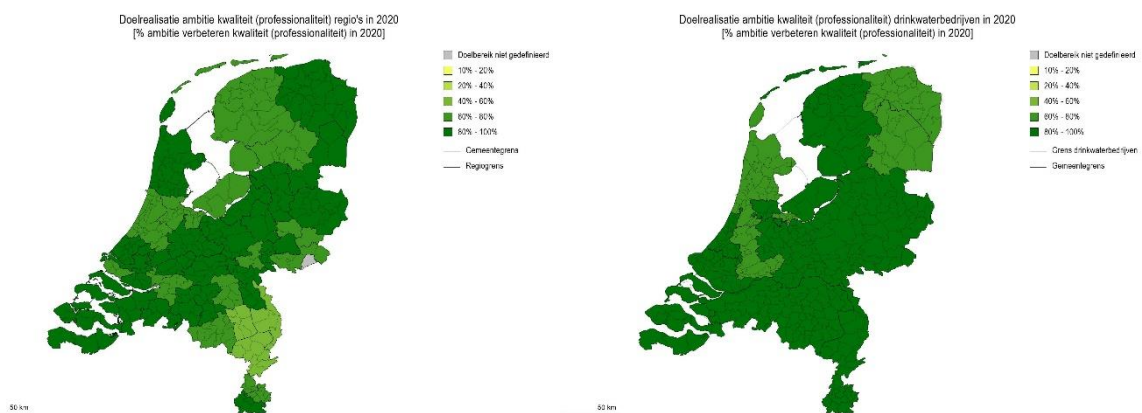 Doelrealisatie ambitie kwaliteit (professionaliteit) regio's in 2020
[% ambitie verbeteren kwaliteit (professionaliteit) in 2020]
Doelbereik niet gedefinieerd
10% - 20%
20% - 40%
40% - 60%
60% - 80%
80% - 100%
Gemeentegrens
Regiogrens
50 km
Doelrealisatie ambitie kwaliteit (professionaliteit) drinkwaterbedrijven in 2020
[% ambitie verbeteren kwaliteit (professionaliteit) in 2020]
Doelbereik niet gedefinieerd
10% - 20%
20% - 40%
40% - 60%
60% - 80%
80% - 100%
Grens drinkwaterbedrijven
Gemeentegrens
50 km